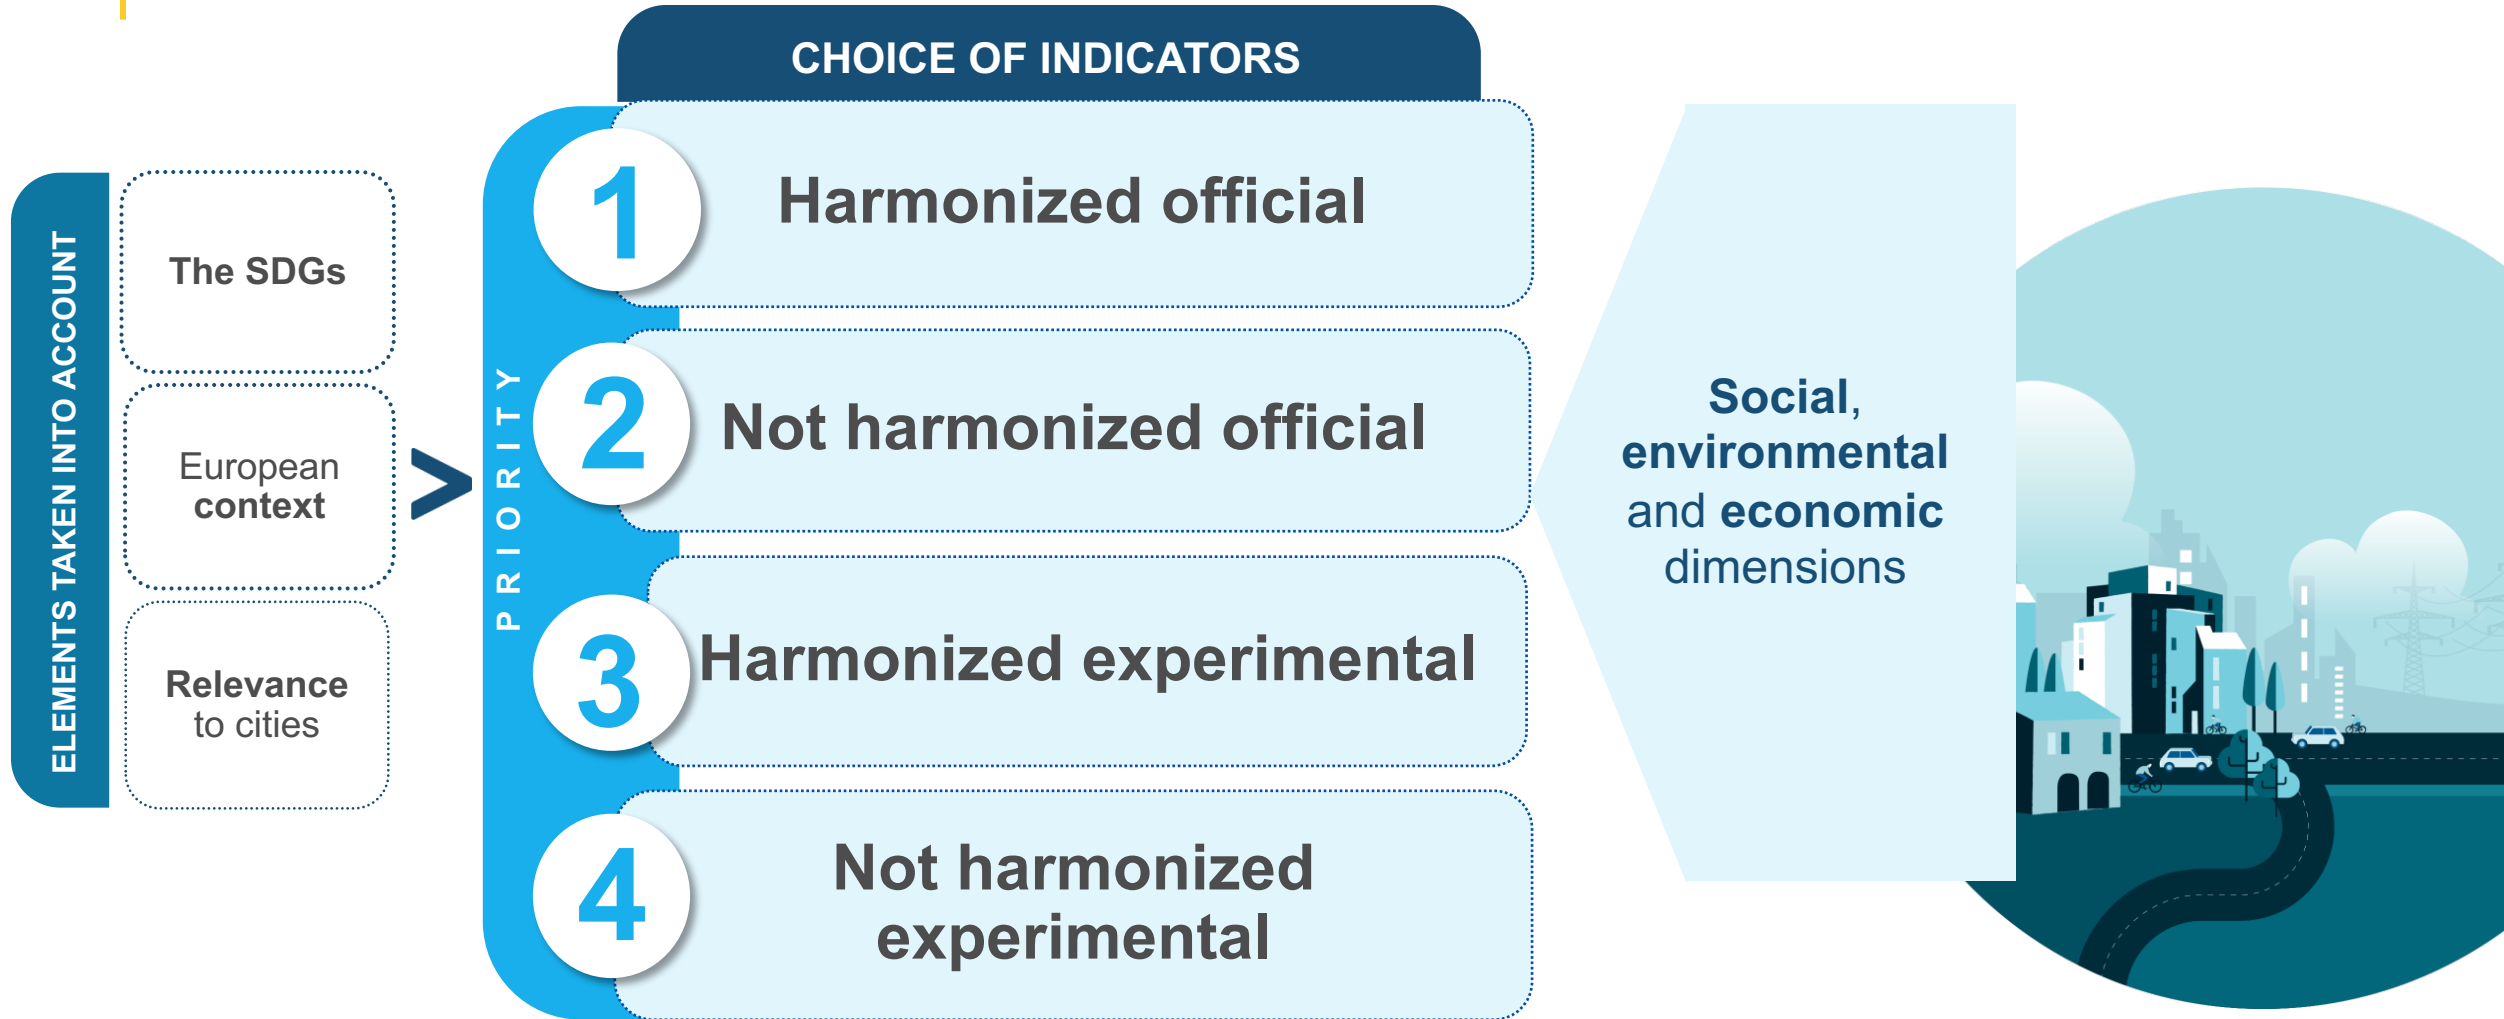 CHOICE OF INDICATORS
ELEMENTS TAKEN INTO ACCOUNT
The SDGs
European
context
Relevance
to cities
>
PRIORITY
1
Harmonized official
2
Not harmonized official
3
Harmonized experimental
4
Not harmonized
experimental
Social,
environmental
and economic
dimensions